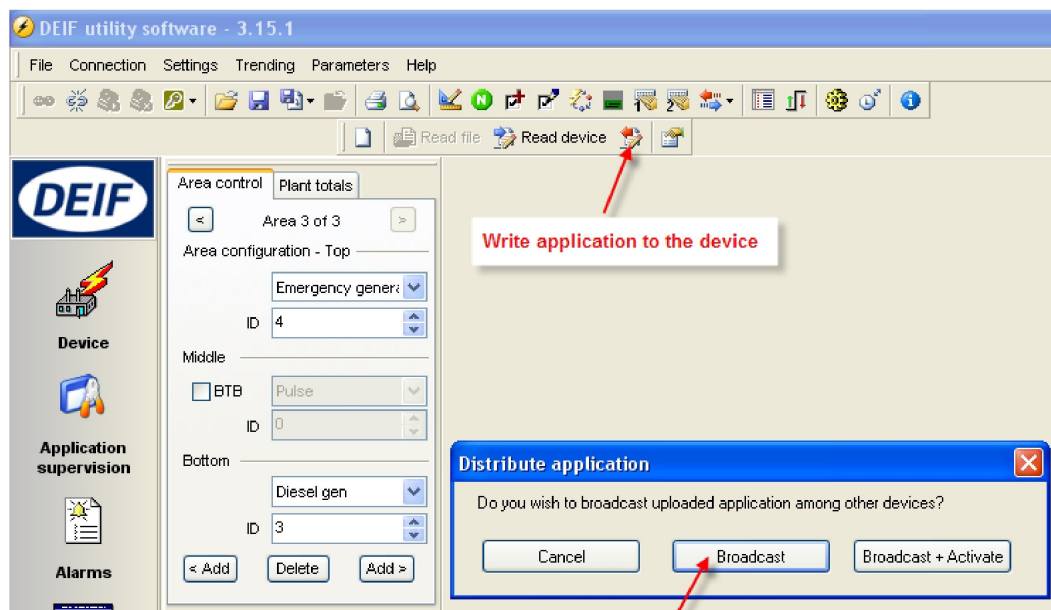 DEIF utility software - 3.15.1
File Connection Settings Trending Parameters Help
Read file Read device
DEIF
Area control Plant totals
< Area 3 of 3 >
Write application to the device
Area configuration - Top
Emergency genera
ID 4
Device
Middle
BTB Pulse
ID 0
Application
supervision
Bottom
Distribute application
Diesel gen
Do you wish to broadcast uploaded application among other devices?
ID 3
Cancel Broadcast Broadcast + Activate
Alarms
< Add Delete Add >